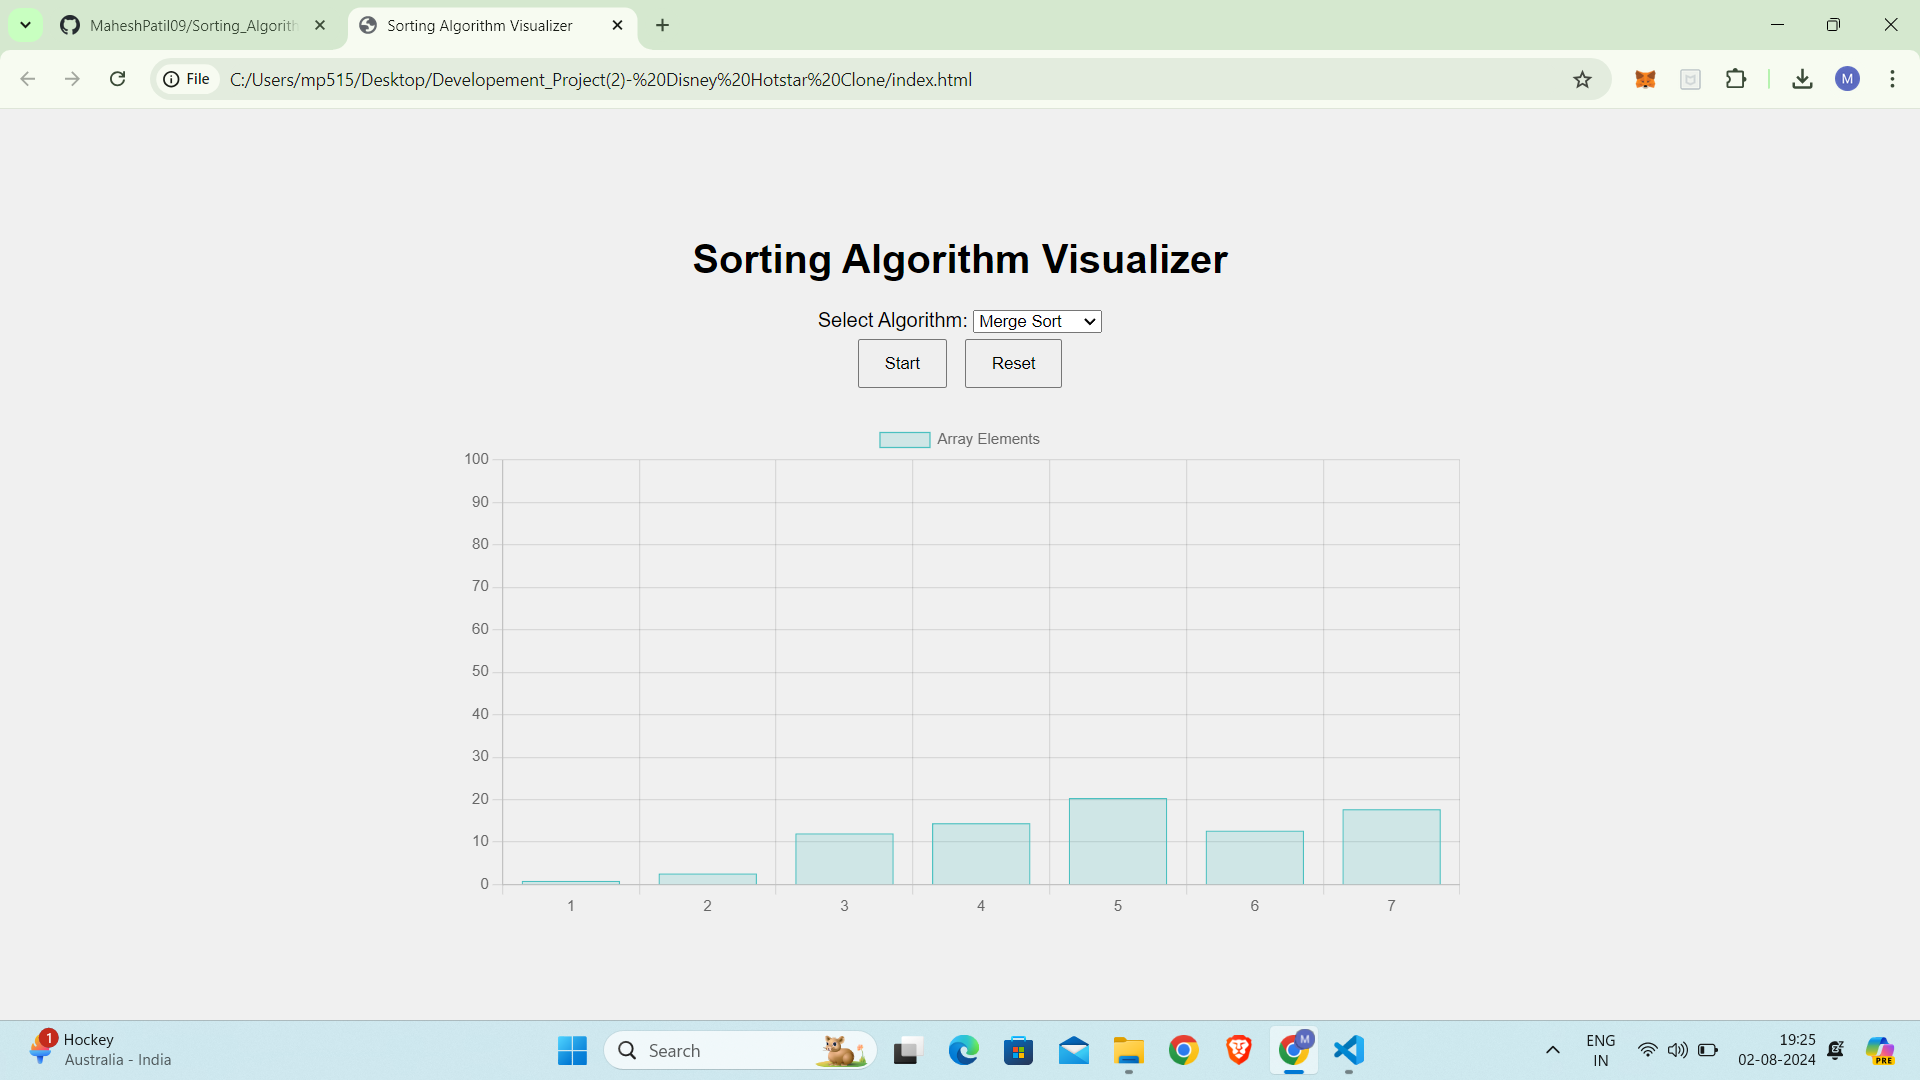 MaheshPatil09/Sorting_Algorith
Sorting Algorithm Visualizer
File C:/Users/mp515/Desktop/Developement_Project(2)-%20Disney%20Hotstar%20Clone/index.html
M
Sorting Algorithm Visualizer
Select Algorithm: Merge Sort
Start Reset
Array Elements
100
90
80
70
60
50
40
30
20
10
0
1 2 3 4 5 6 7
1 Hockey
Australia - India
Search
M
ENG
IN
19:25
02-08-2024
PRE